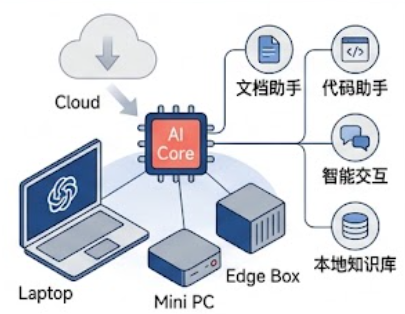 Cloud
AI
Core
文档助手
代码助手
智能交互
本地知识库
Laptop
Mini PC
Edge Box